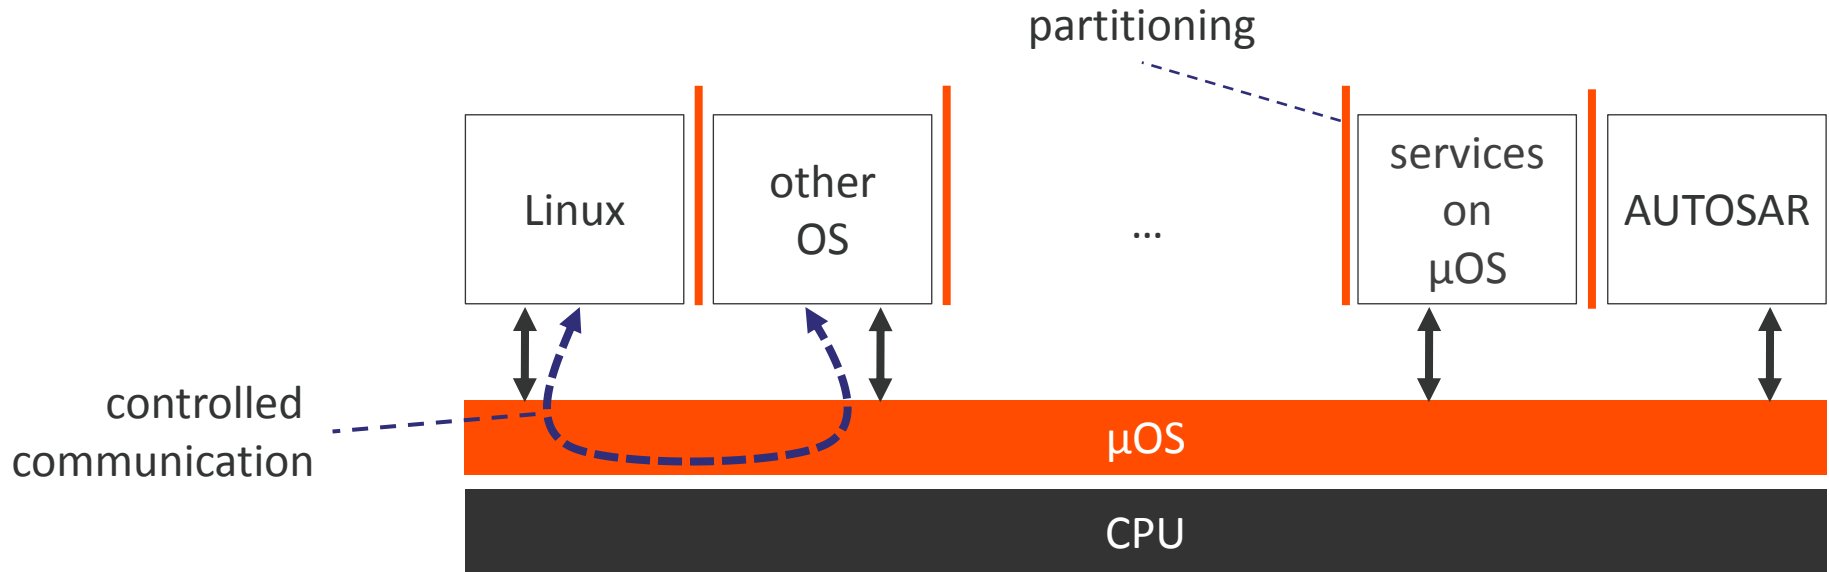 partitioning
Linux
other
OS
...
services
on
µOS
AUTOSAR
controlled
communication
µOS
CPU